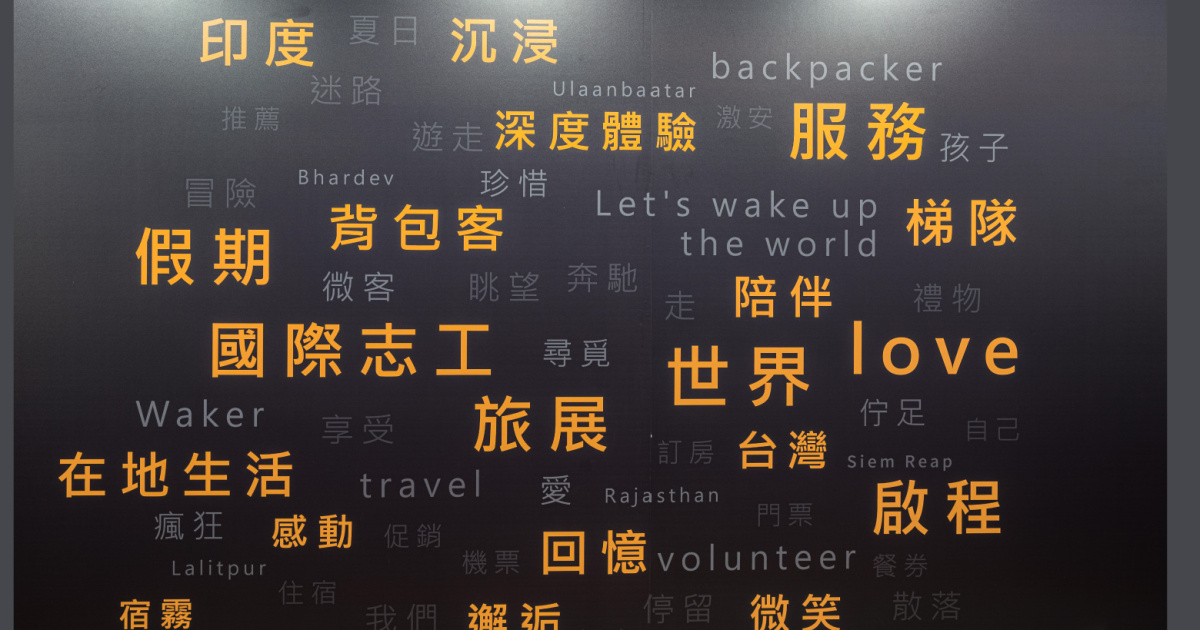 印度
夏日
沉浸
backpacker
迷路
Ulaanbaatar
推薦
遊走
深度體驗
激安
服務
孩子
冒險
Bhardev
珍惜
Let's wake up
the world
梯隊
假期
背包客
微客
眺望
奔馳
走
陪伴
禮物
國際志工
尋覓
世界
love
Waker
享受
旅展
佇足
自己
訂房
台灣
Siem Reap
在地生活
travel
愛
Rajasthan
啟程
瘋狂
感動
促銷
門票
機票
回憶
volunteer
餐券
Lalitpur
住宿
宿霧
我們
邂逅
停留
微笑
散落